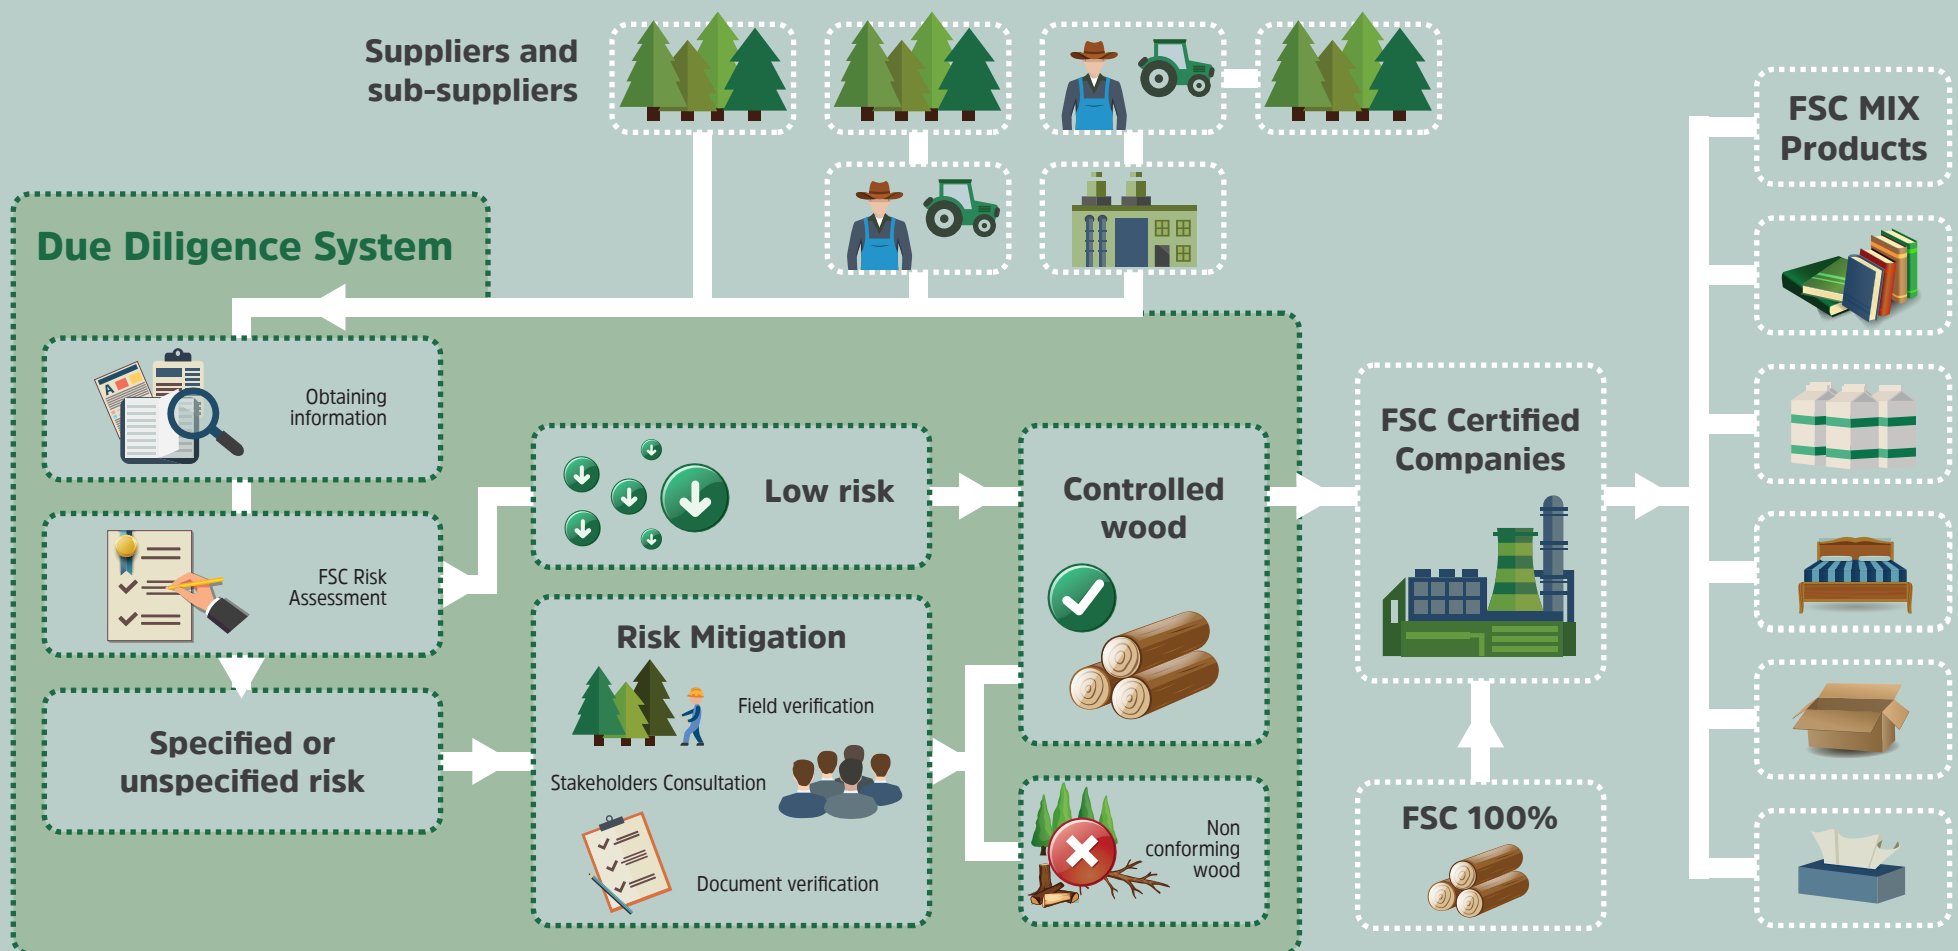 Suppliers and
sub-suppliers
Due Diligence System
Obtaining
information
FSC Risk
Assessment
Specified or
unspecified risk
Low risk
Risk Mitigation
Field verification
Stakeholders Consultation
Document verification
Controlled
wood
Non
conforming
wood
FSC Certified
Companies
FSC 100%
FSC MIX
Products
A